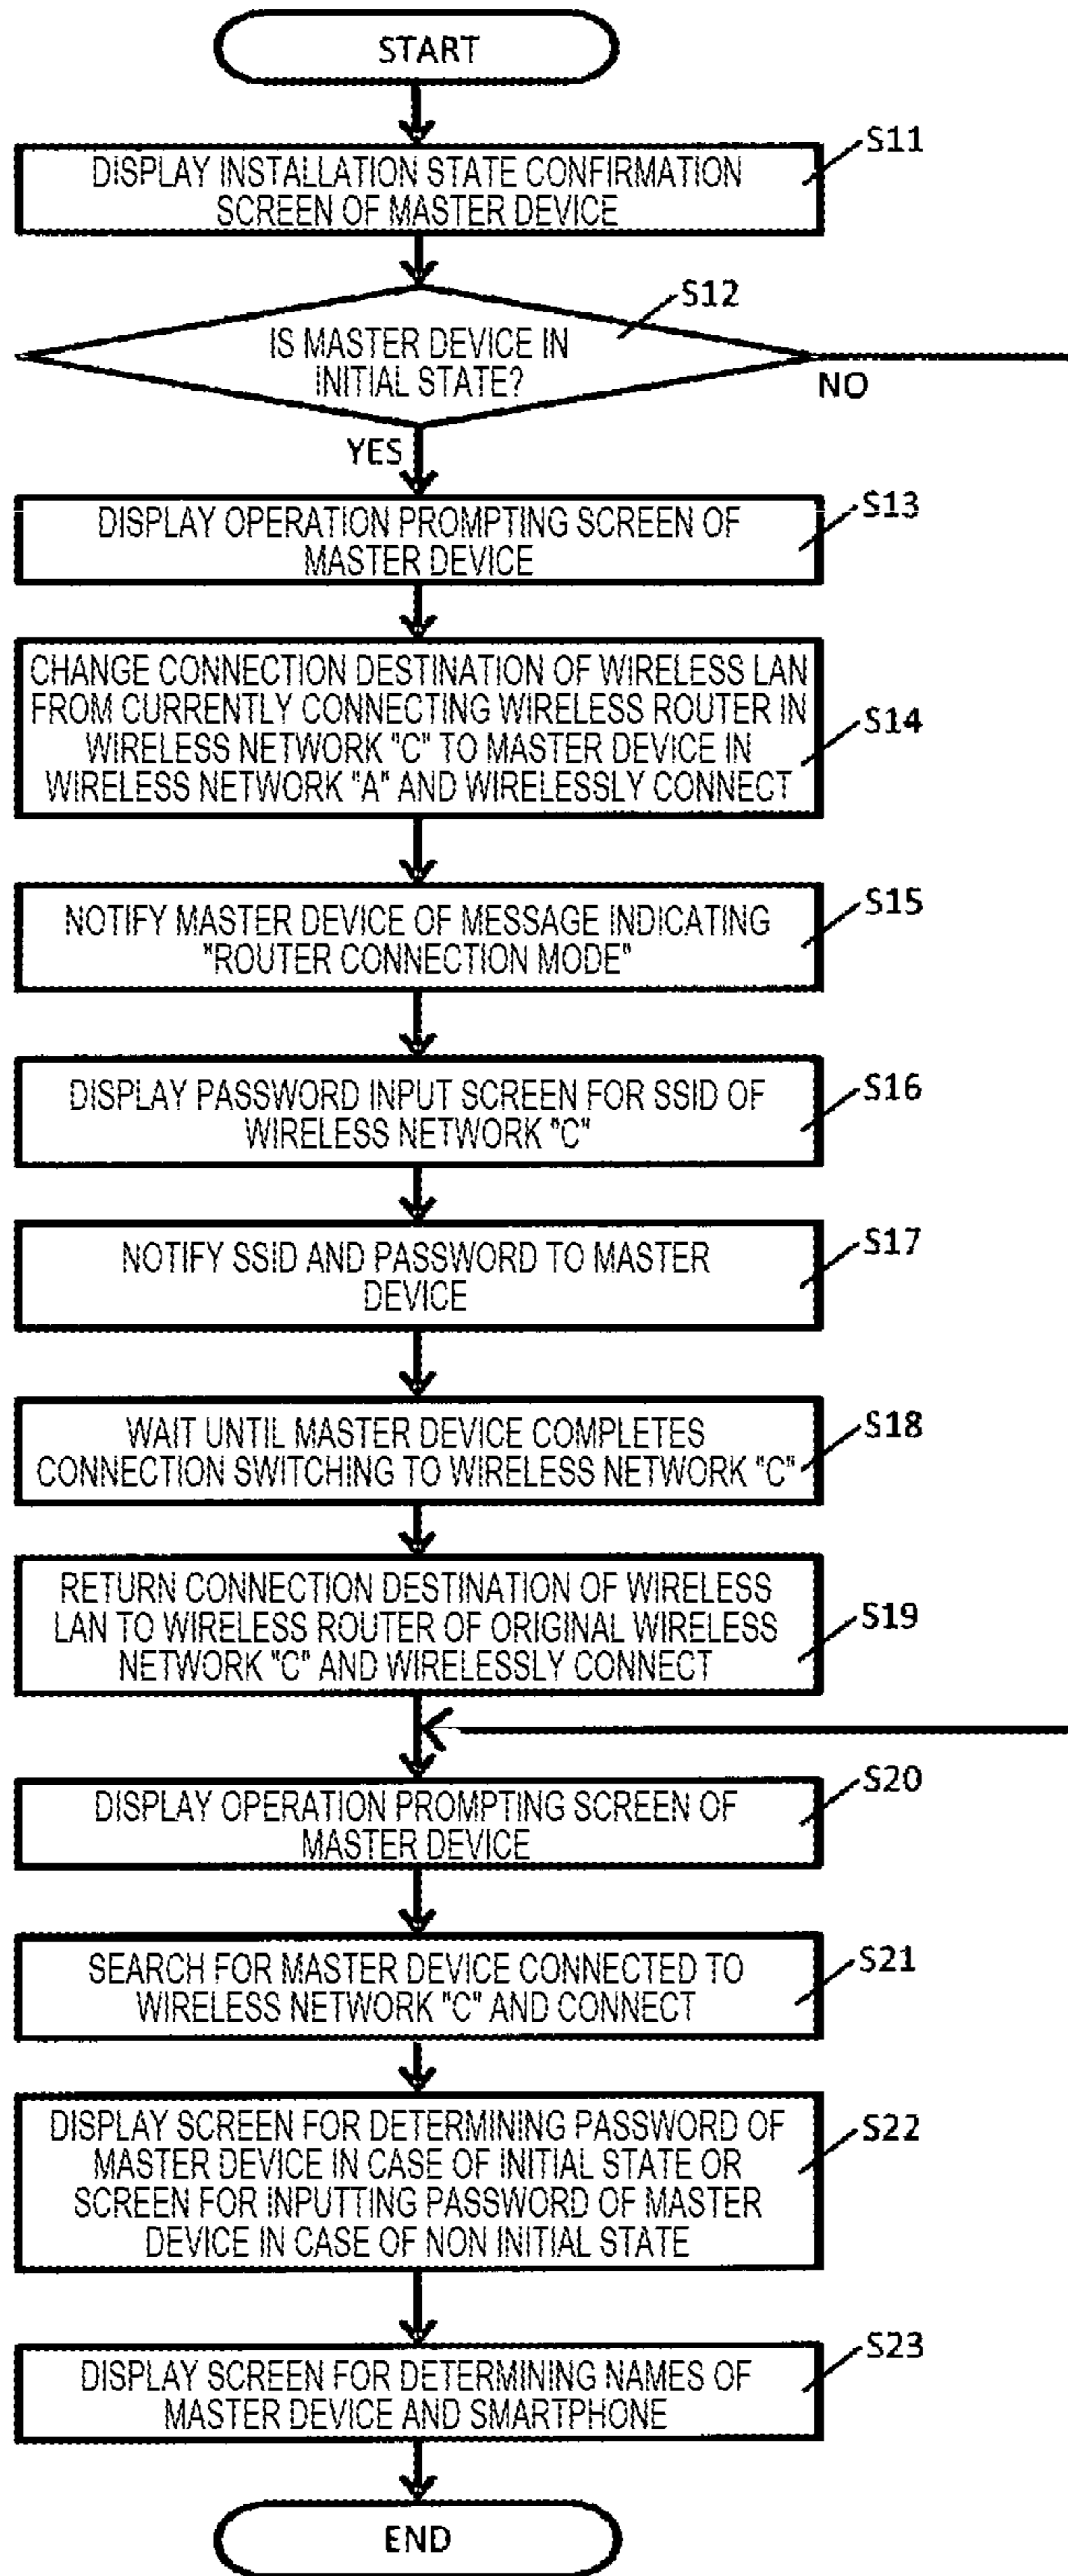 START
S11
DISPLAY INSTALLATION STATE CONFIRMATION
SCREEN OF MASTER DEVICE
S12
IS MASTER DEVICE IN
INITIAL STATE?
NO
YES
S13
DISPLAY OPERATION PROMPTING SCREEN OF
MASTER DEVICE
CHANGE CONNECTION DESTINATION OF WIRELESS LAN
FROM CURRENTLY CONNECTING WIRELESS ROUTER IN
WIRELESS NETWORK "C" TO MASTER DEVICE IN
WIRELESS NETWORK "A" AND WIRELESSLY CONNECT
S14
NOTIFY MASTER DEVICE OF MESSAGE INDICATING
"ROUTER CONNECTION MODE"
S15
DISPLAY PASSWORD INPUT SCREEN FOR SSID OF
WIRELESS NETWORK "C"
S16
NOTIFY SSID AND PASSWORD TO MASTER
DEVICE
S17
WAIT UNTIL MASTER DEVICE COMPLETES
CONNECTION SWITCHING TO WIRELESS NETWORK "C"
S18
RETURN CONNECTION DESTINATION OF WIRELESS
LAN TO WIRELESS ROUTER OF ORIGINAL WIRELESS
NETWORK "C" AND WIRELESSLY CONNECT
S19
S20
DISPLAY OPERATION PROMPTING SCREEN OF
MASTER DEVICE
S21
SEARCH FOR MASTER DEVICE CONNECTED TO
WIRELESS NETWORK "C" AND CONNECT
S22
DISPLAY SCREEN FOR DETERMINING PASSWORD OF
MASTER DEVICE IN CASE OF INITIAL STATE OR
SCREEN FOR INPUTTING PASSWORD OF MASTER
DEVICE IN CASE OF NON INITIAL STATE
S23
DISPLAY SCREEN FOR DETERMINING NAMES OF
MASTER DEVICE AND SMARTPHONE
END